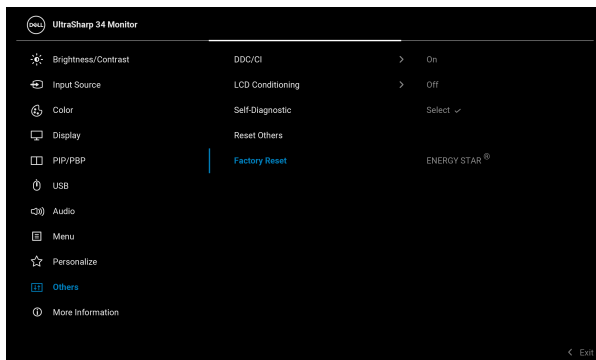 DELL UltraSharp 34 Monitor
Brightness/Contrast
Input Source
Color
Display
PIP/PBP
USB
Audio
Menu
Personalize
Others
More Information
DDC/CI > On
LCD Conditioning > Off
Self-Diagnostic Select ✓
Reset Others
Factory Reset ENERGY STAR ®
< Exit